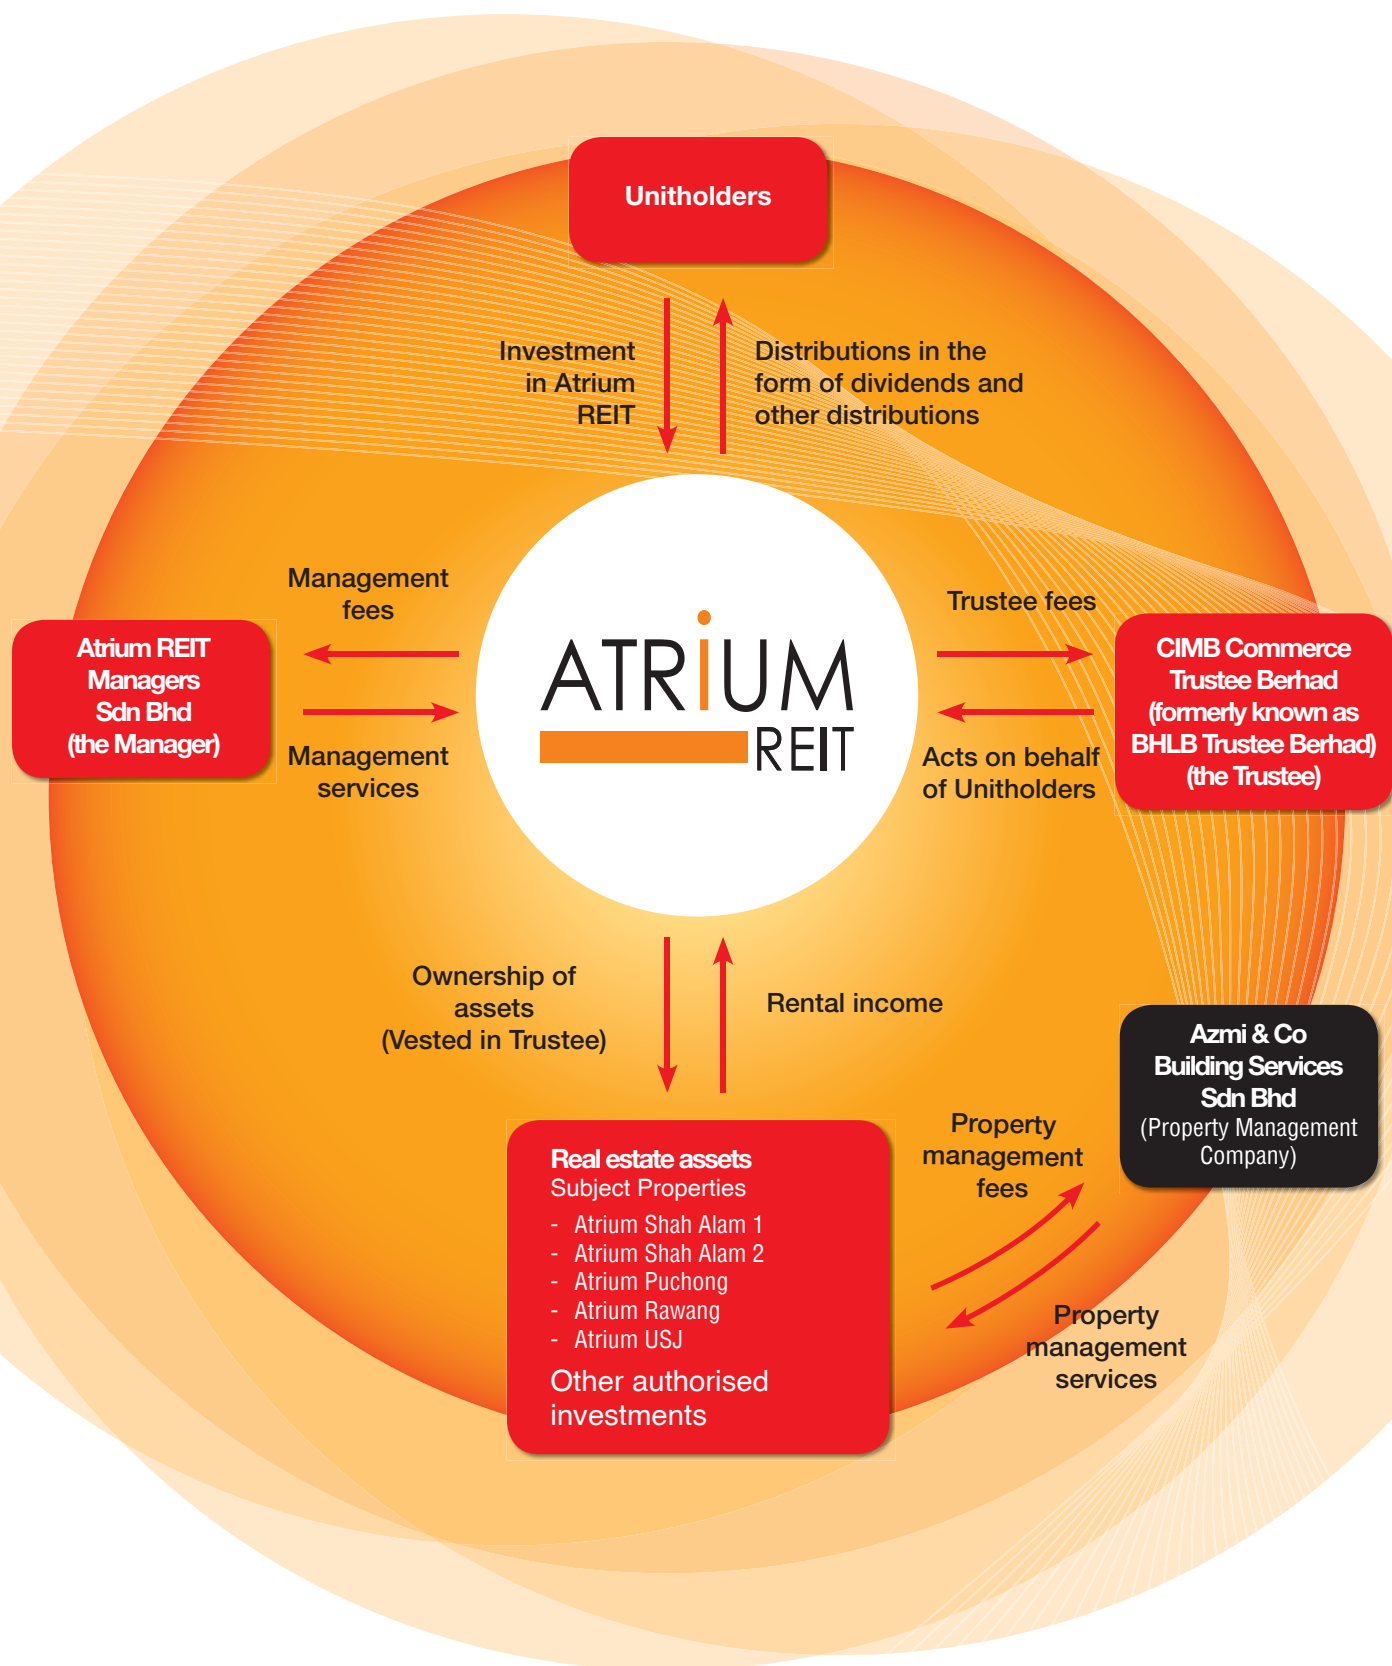 Unitholders
Investment
in Atrium
REIT
Distributions in the
form of dividends and
other distributions
Management
fees
Trustee fees
Atrium REIT
Managers
Sdn Bhd
(the Manager)
ATRiUM
REIT
CIMB Commerce
Trustee Berhad
(formerly known as
BHLB Trustee Berhad)
(the Trustee)
Management
services
Acts on behalf
of Unitholders
Ownership of
assets
(Vested in Trustee)
Rental income
Azmi & Co
Building Services
Sdn Bhd
(Property Management
Company)
Property
management
fees
Real estate assets
Subject Properties
- Atrium Shah Alam 1
- Atrium Shah Alam 2
- Atrium Puchong
- Atrium Rawang
- Atrium USJ
Other authorised
investments
Property
management
services